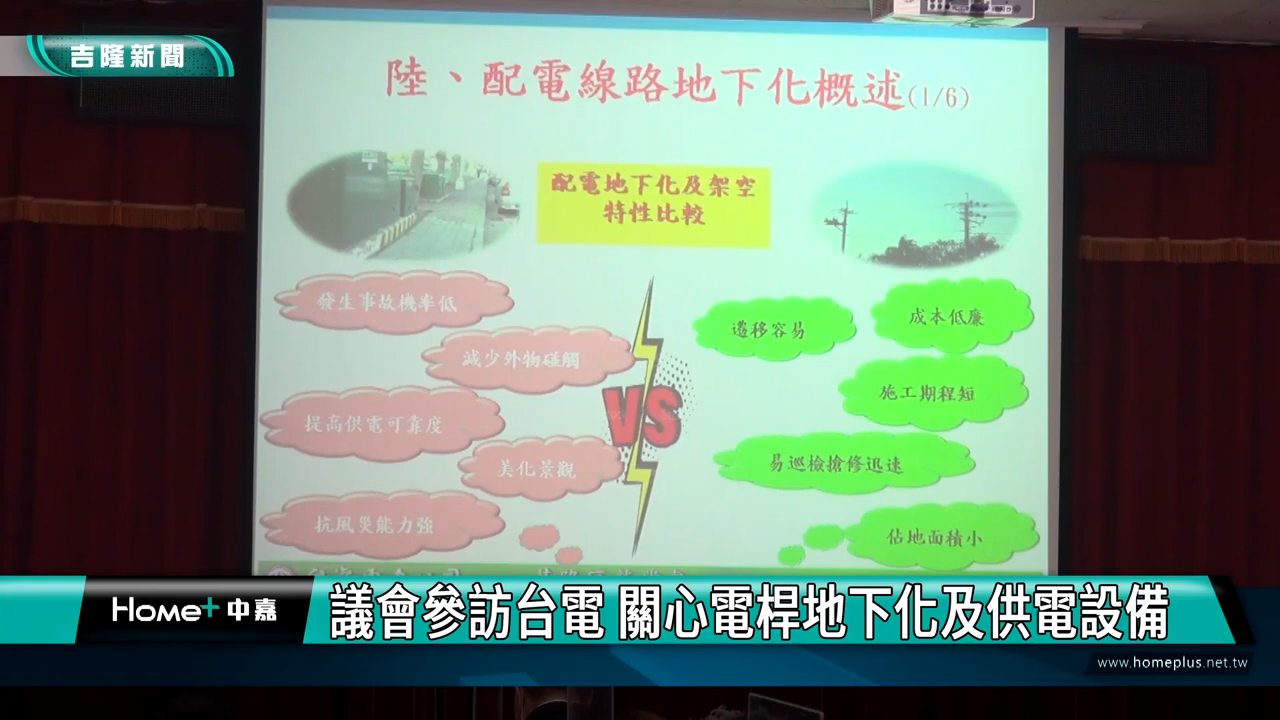 吉隆新聞
陸、配電線路地下化概述(1/6)
配電地下化及架空
特性比較
發生事故機率低
減少外物碰觸
提高供電可靠度
美化景觀
抗風災能力強
VS
遷移容易
成本低廉
施工期程短
易巡檢搶修迅速
佔地面積小
Home+ 中嘉
議會參訪台電 關心電桿地下化及供電設備
www.homeplus.net.tw